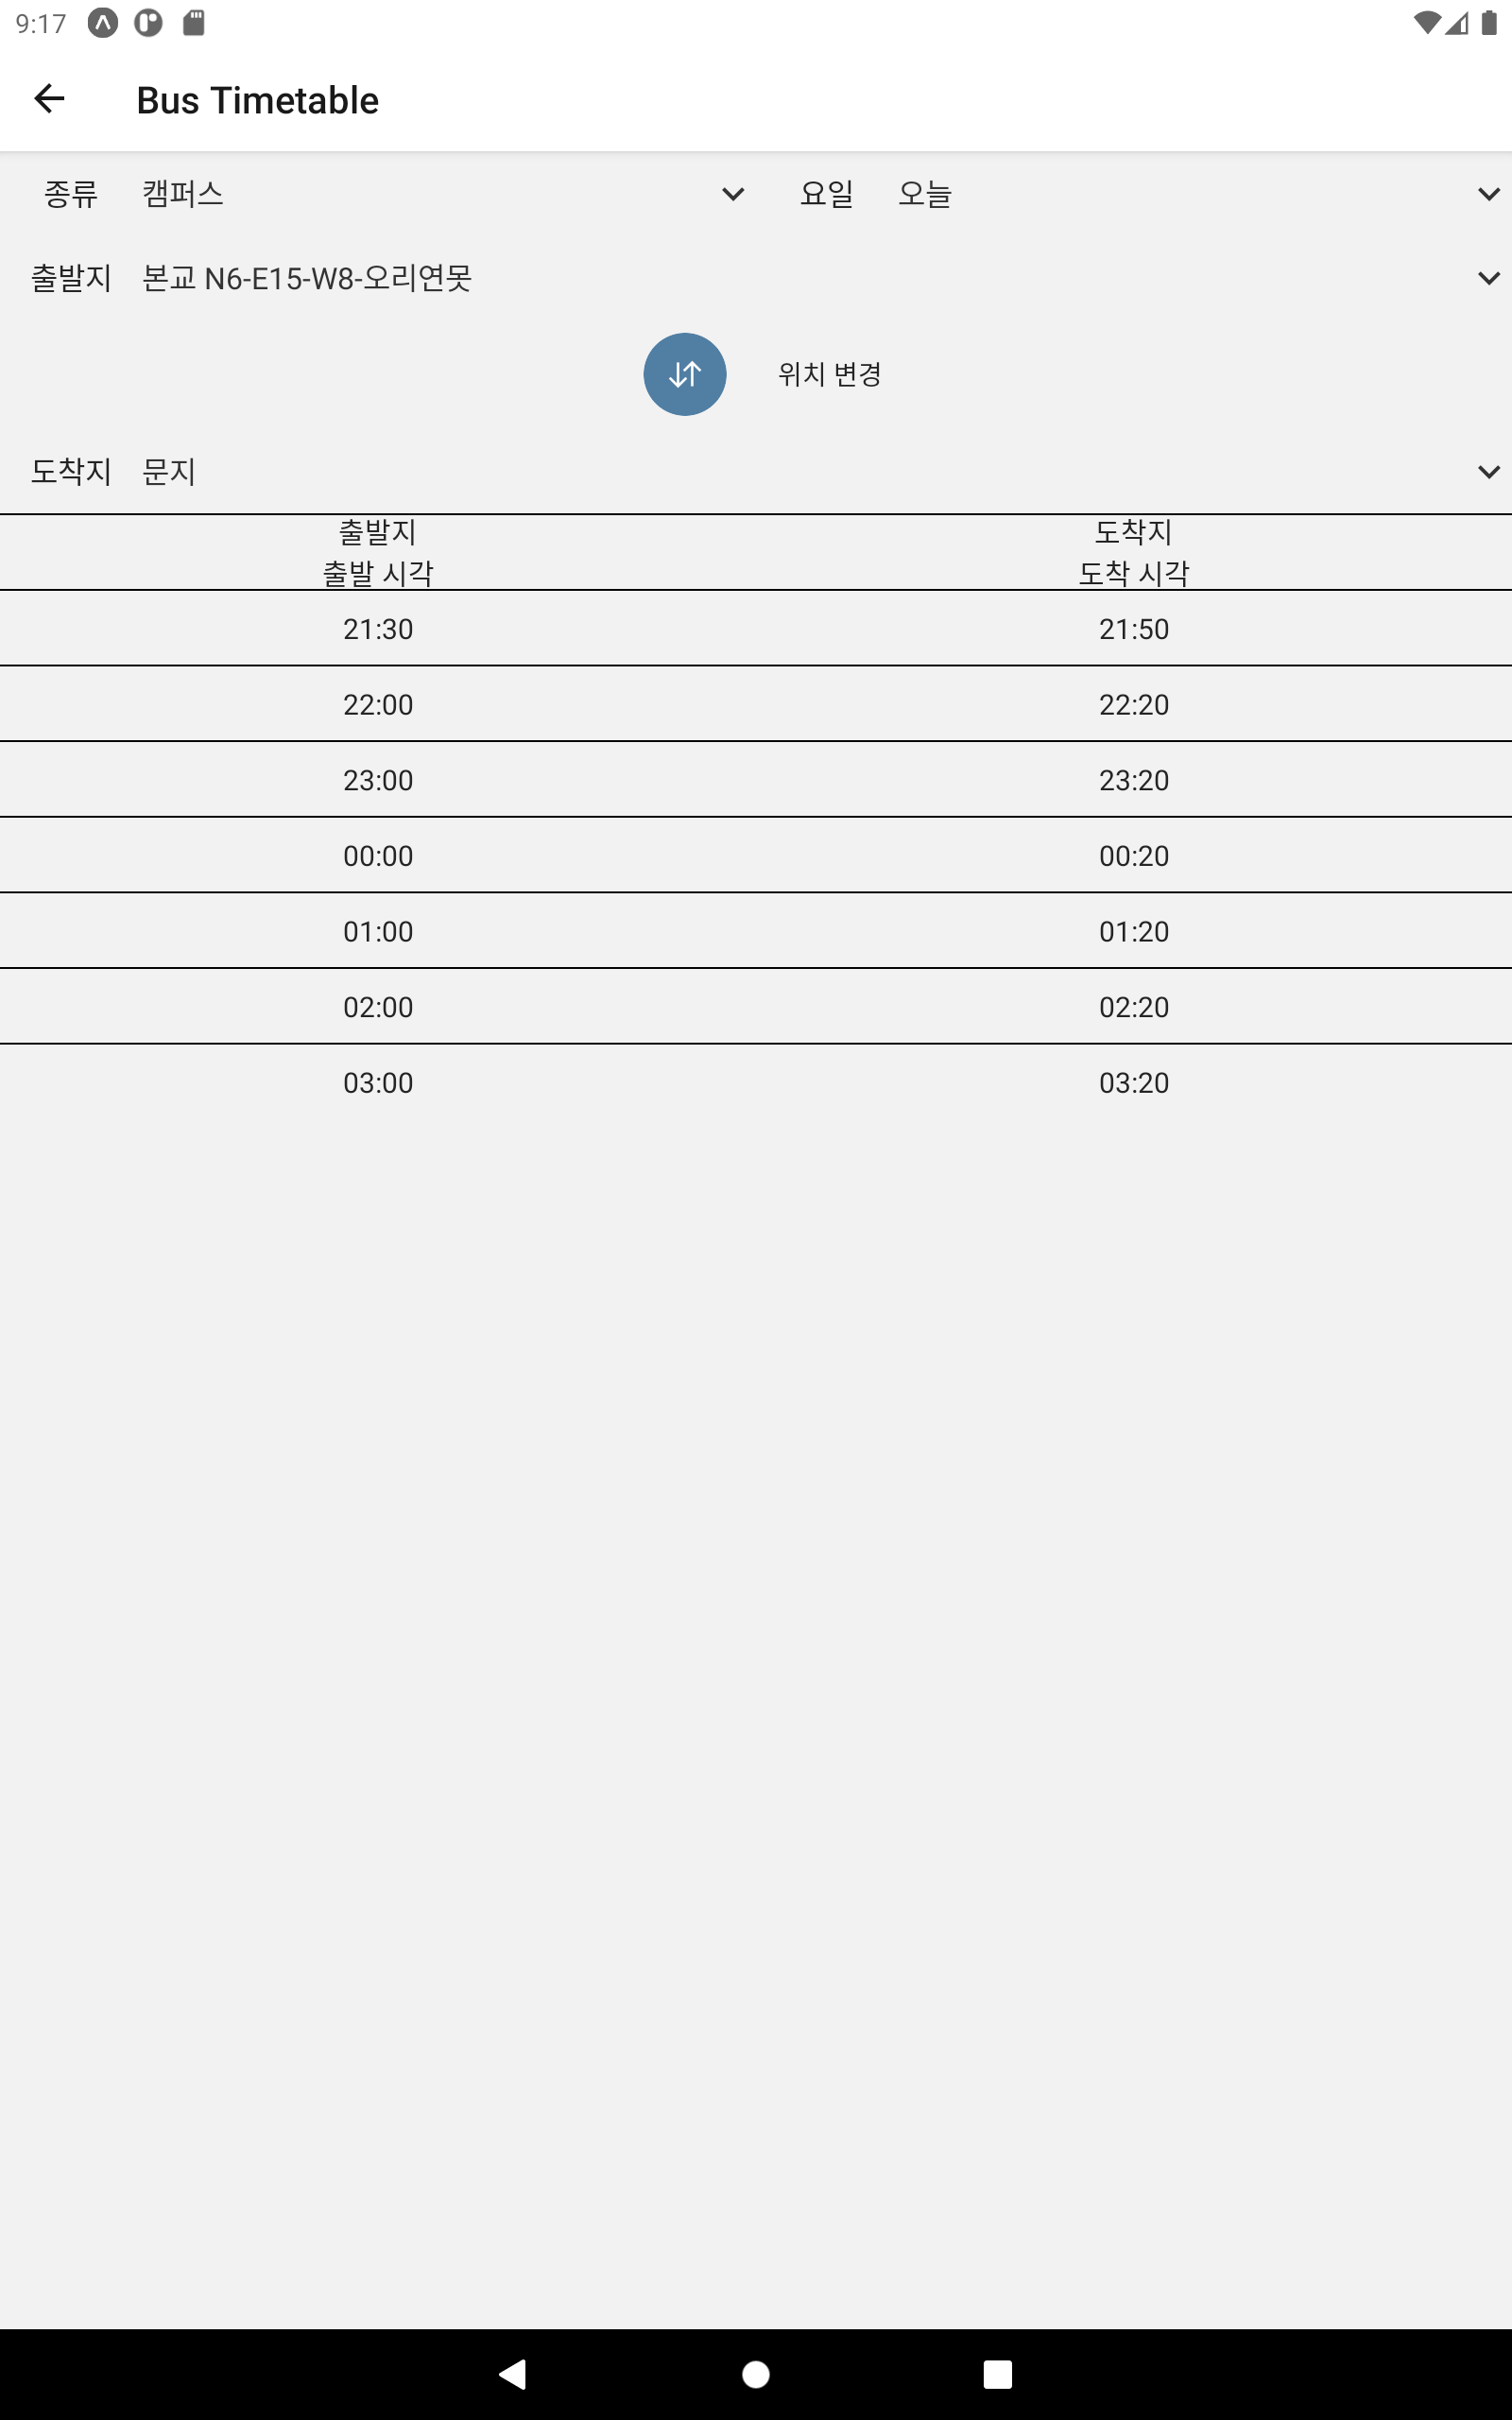 9:17
Bus Timetable
종류 캠퍼스 요일 오늘
출발지 본교 N6-E15-W8-오리연못
위치 변경
도착지 문지
출발지 도착지
출발 시각 도착 시각
21:30 21:50
22:00 22:20
23:00 23:20
00:00 00:20
01:00 01:20
02:00 02:20
03:00 03:20